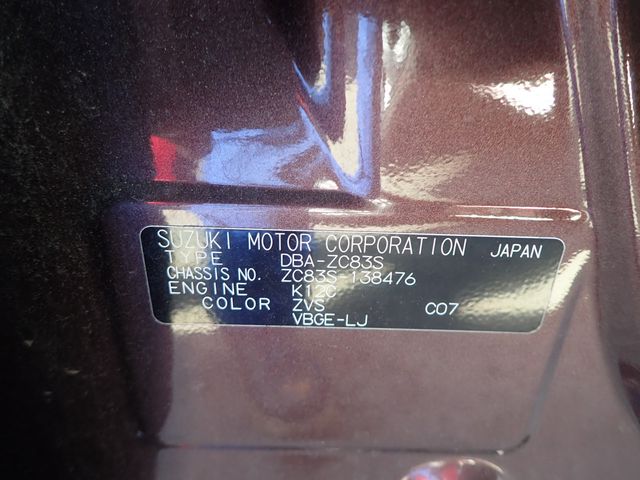 SUZUKI MOTOR CORPORATION JAPAN
TYPE DBA-ZC83S
CHASSIS NO. ZC83S-138476
ENGINE K12C
COLOR ZVS C07
VBGE-LJ